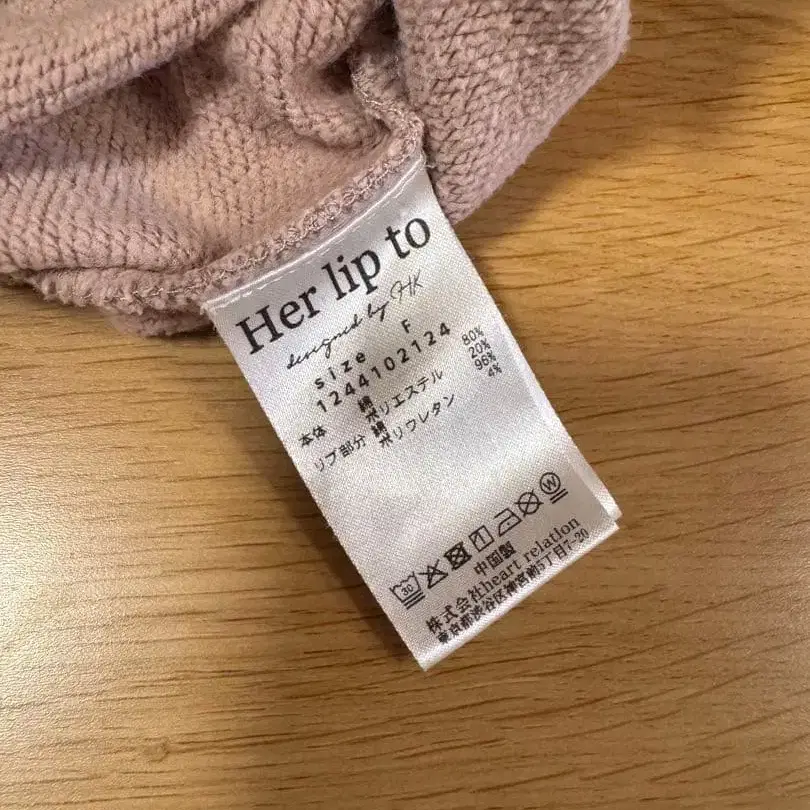 Her lip to
designed by HK
size F
1244102124
本体 綿 80%
ポリエステル 20%
リブ部分 綿 96%
ポリウレタン 4%
30
W
中国製
株式会社heart relation
東京都渋谷区神宮前5丁目7-20